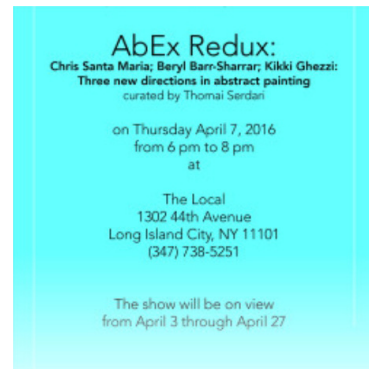 AbEx Redux:
Chris Santa Maria; Beryl Barr-Sharrar; Kikki Ghezzi:
Three new directions in abstract painting
curated by Thomai Serdari
on Thursday April 7, 2016
from 6 pm to 8 pm
at
The Local
1302 44th Avenue
Long Island City, NY 11101
(347) 738-5251
The show will be on view
from April 3 through April 27